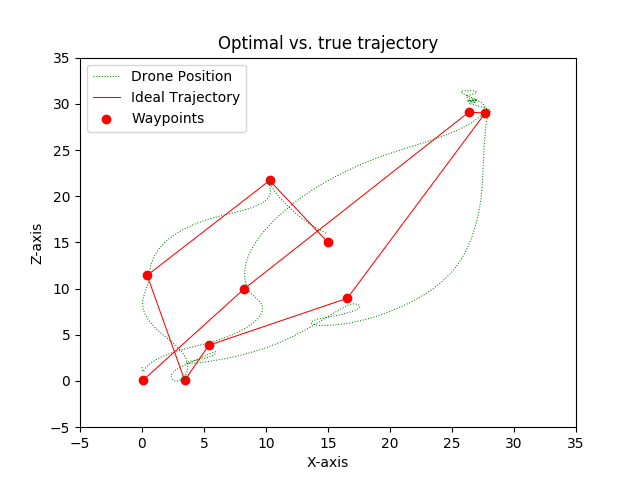 Optimal vs. true trajectory
Drone Position
Ideal Trajectory
Waypoints
35
30
25
20
15
10
5
0
−5
Z-axis
−5 0 5 10 15 20 25 30 35
X-axis